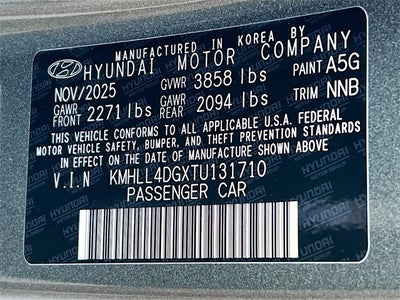 MANUFACTURED IN KOREA BY
HYUNDAI MOTOR COMPANY
NOV/2025 GVWR 3858 lbs PAINT A5G
GAWR FRONT 2271 lbs GAWR REAR 2094 lbs TRIM NNB
THIS VEHICLE CONFORMS TO ALL APPLICABLE U.S.A. FEDERAL
MOTOR VEHICLE SAFETY, BUMPER, AND THEFT PREVENTION STANDARDS
IN EFFECT ON THE DATE OF MANUFACTURE SHOWN ABOVE
V.I.N KMHLL4DGXTU131710
PASSENGER CAR